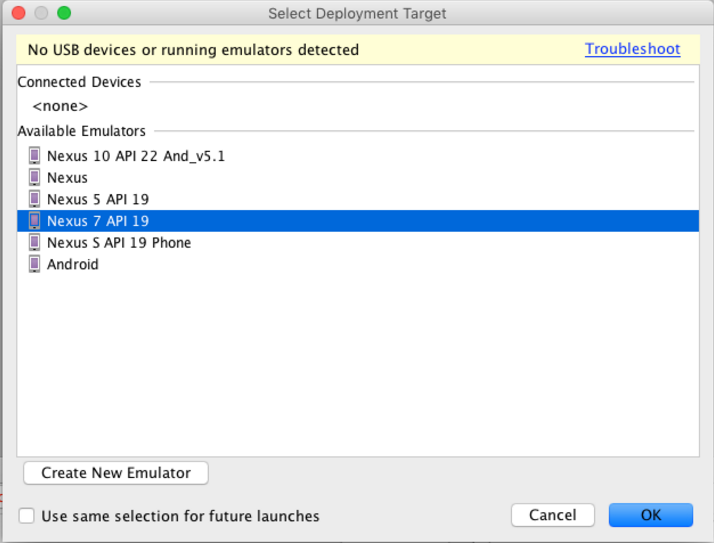 Select Deployment Target
No USB devices or running emulators detected Troubleshoot
Connected Devices
<none>
Available Emulators
Nexus 10 API 22 And_v5.1
Nexus
Nexus 5 API 19
Nexus 7 API 19
Nexus S API 19 Phone
Android
Create New Emulator
Use same selection for future launches Cancel OK